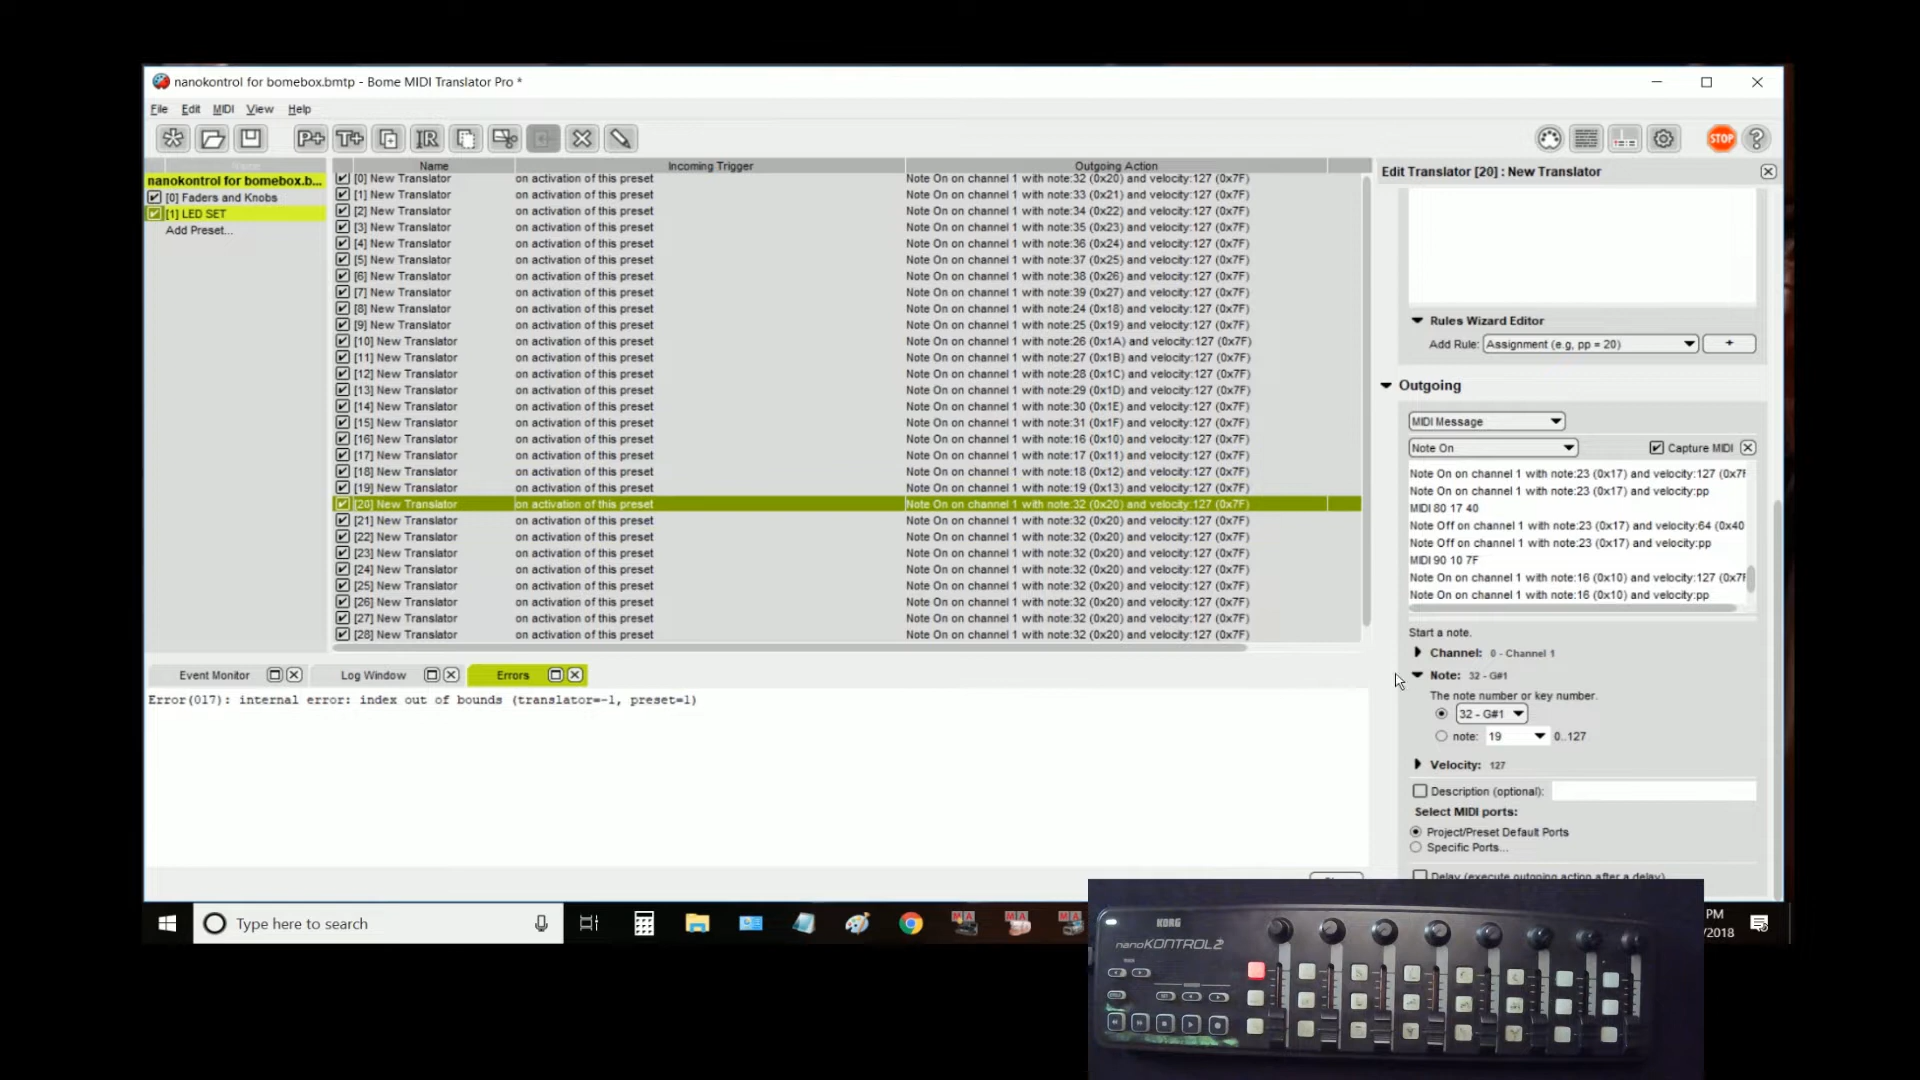 nanokontrol for bomebox.bmtp - Bome MIDI Translator Pro *
File Edit MIDI View Help
P+ T+ IR STOP ?
Name Incoming Trigger Outgoing Action
nanokontrol for bomebox.b...
[0] Faders and Knobs
[1] LED SET
Add Preset...
[0] New Translator on activation of this preset Note On on channel 1 with note:32 (0x20) and velocity:127 (0x7F)
[1] New Translator on activation of this preset Note On on channel 1 with note:33 (0x21) and velocity:127 (0x7F)
[2] New Translator on activation of this preset Note On on channel 1 with note:34 (0x22) and velocity:127 (0x7F)
[3] New Translator on activation of this preset Note On on channel 1 with note:35 (0x23) and velocity:127 (0x7F)
[4] New Translator on activation of this preset Note On on channel 1 with note:36 (0x24) and velocity:127 (0x7F)
[5] New Translator on activation of this preset Note On on channel 1 with note:37 (0x25) and velocity:127 (0x7F)
[6] New Translator on activation of this preset Note On on channel 1 with note:38 (0x26) and velocity:127 (0x7F)
[7] New Translator on activation of this preset Note On on channel 1 with note:39 (0x27) and velocity:127 (0x7F)
[8] New Translator on activation of this preset Note On on channel 1 with note:24 (0x18) and velocity:127 (0x7F)
[9] New Translator on activation of this preset Note On on channel 1 with note:25 (0x19) and velocity:127 (0x7F)
[10] New Translator on activation of this preset Note On on channel 1 with note:26 (0x1A) and velocity:127 (0x7F)
[11] New Translator on activation of this preset Note On on channel 1 with note:27 (0x1B) and velocity:127 (0x7F)
[12] New Translator on activation of this preset Note On on channel 1 with note:28 (0x1C) and velocity:127 (0x7F)
[13] New Translator on activation of this preset Note On on channel 1 with note:29 (0x1D) and velocity:127 (0x7F)
[14] New Translator on activation of this preset Note On on channel 1 with note:30 (0x1E) and velocity:127 (0x7F)
[15] New Translator on activation of this preset Note On on channel 1 with note:31 (0x1F) and velocity:127 (0x7F)
[16] New Translator on activation of this preset Note On on channel 1 with note:16 (0x10) and velocity:127 (0x7F)
[17] New Translator on activation of this preset Note On on channel 1 with note:17 (0x11) and velocity:127 (0x7F)
[18] New Translator on activation of this preset Note On on channel 1 with note:18 (0x12) and velocity:127 (0x7F)
[19] New Translator on activation of this preset Note On on channel 1 with note:19 (0x13) and velocity:127 (0x7F)
[20] New Translator on activation of this preset Note On on channel 1 with note:32 (0x20) and velocity:127 (0x7F)
[21] New Translator on activation of this preset Note On on channel 1 with note:32 (0x20) and velocity:127 (0x7F)
[22] New Translator on activation of this preset Note On on channel 1 with note:32 (0x20) and velocity:127 (0x7F)
[23] New Translator on activation of this preset Note On on channel 1 with note:32 (0x20) and velocity:127 (0x7F)
[24] New Translator on activation of this preset Note On on channel 1 with note:32 (0x20) and velocity:127 (0x7F)
[25] New Translator on activation of this preset Note On on channel 1 with note:32 (0x20) and velocity:127 (0x7F)
[26] New Translator on activation of this preset Note On on channel 1 with note:32 (0x20) and velocity:127 (0x7F)
[27] New Translator on activation of this preset Note On on channel 1 with note:32 (0x20) and velocity:127 (0x7F)
[28] New Translator on activation of this preset Note On on channel 1 with note:32 (0x20) and velocity:127 (0x7F)
Event Monitor Log Window Errors
Error(017): internal error: index out of bounds (translator=-1, preset=1)
Edit Translator [20] : New Translator
Rules Wizard Editor
Add Rule: Assignment (e.g, pp = 20) +
Outgoing
MIDI Message
Note On Capture MIDI
Note On on channel 1 with note:23 (0x17) and velocity:127 (0x7F
Note On on channel 1 with note:23 (0x17) and velocity:pp
MIDI 80 17 40
Note Off on channel 1 with note:23 (0x17) and velocity:64 (0x40
Note Off on channel 1 with note:23 (0x17) and velocity:pp
MIDI 90 10 7F
Note On on channel 1 with note:16 (0x10) and velocity:127 (0x7F
Note On on channel 1 with note:16 (0x10) and velocity:pp
Start a note.
Channel: 0 - Channel 1
Note: 32 - G#1
The note number or key number.
32 - G#1
note: 19 0..127
Velocity: 127
Description (optional):
Select MIDI ports:
Project/Preset Default Ports
Specific Ports...
Delay (execute outgoing action after a delay)
Type here to search
PM
/2018
KORG
nanoKONTROL2